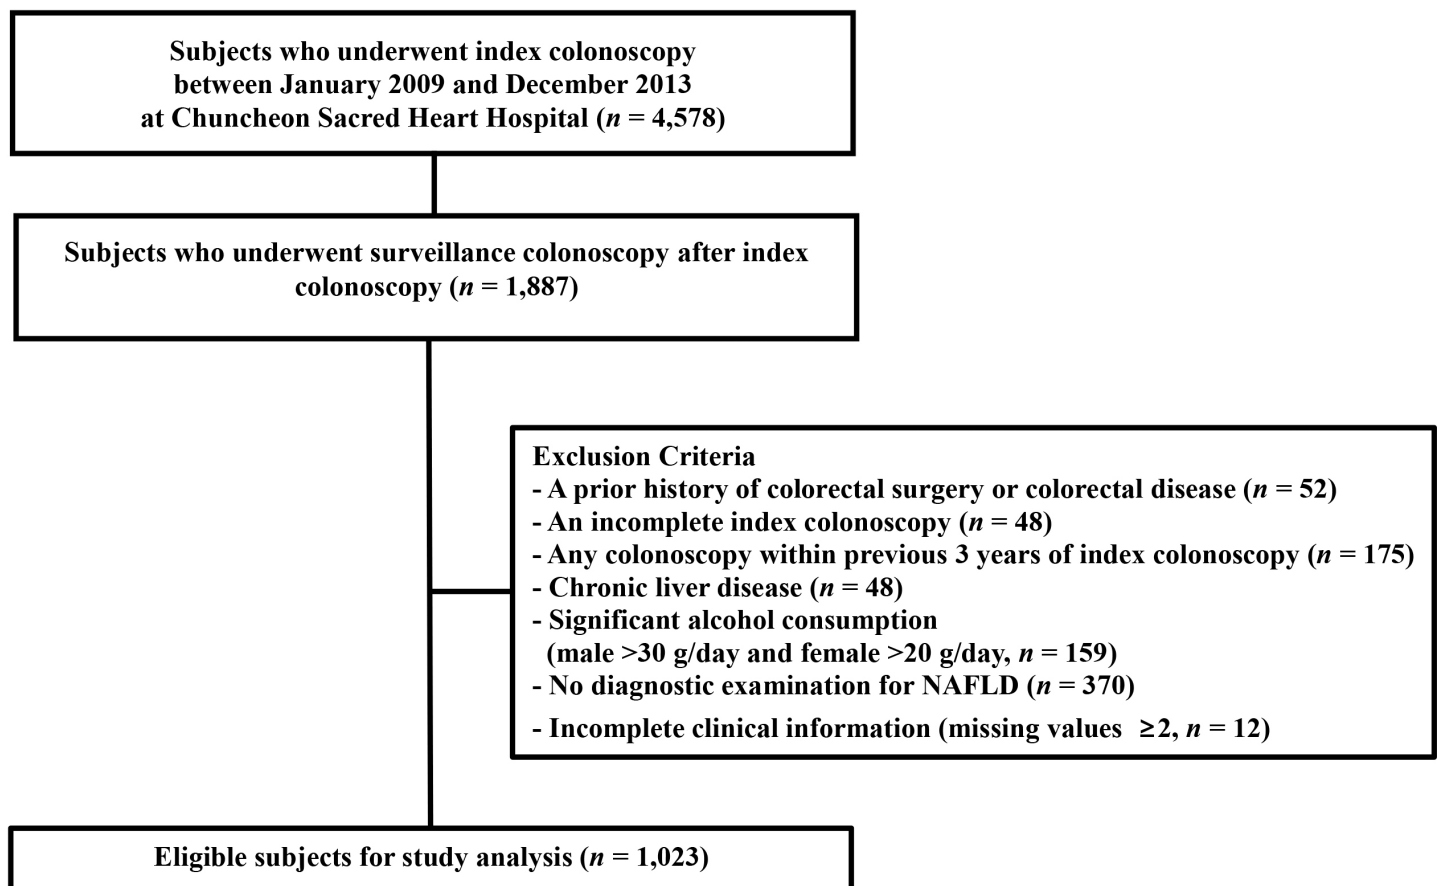 Subjects who underwent index colonoscopy
between January 2009 and December 2013
at Chuncheon Sacred Heart Hospital (n = 4,578)
Subjects who underwent surveillance colonoscopy after index
colonoscopy (n = 1,887)
Exclusion Criteria
- A prior history of colorectal surgery or colorectal disease (n = 52)
- An incomplete index colonoscopy (n = 48)
- Any colonoscopy within previous 3 years of index colonoscopy (n = 175)
- Chronic liver disease (n = 48)
- Significant alcohol consumption
(male >30 g/day and female >20 g/day, n = 159)
- No diagnostic examination for NAFLD (n = 370)
- Incomplete clinical information (missing values ≥2, n = 12)
Eligible subjects for study analysis (n = 1,023)